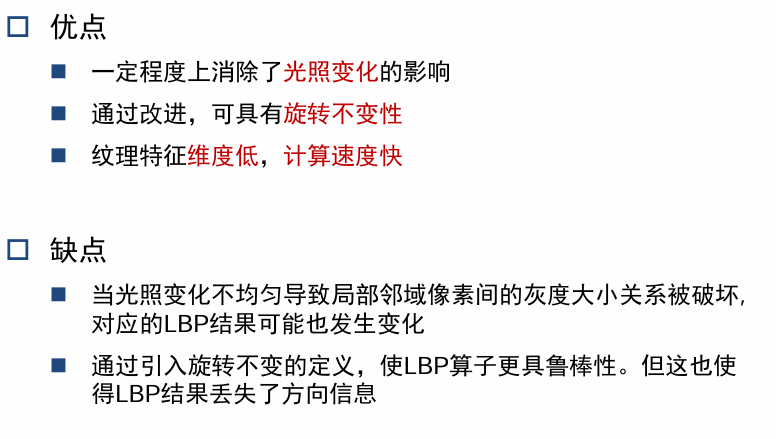 优点
一定程度上消除了光照变化的影响
通过改进，可具有旋转不变性
纹理特征维度低，计算速度快
缺点
当光照变化不均匀导致局部邻域像素间的灰度大小关系被破坏,
对应的LBP结果可能也发生变化
通过引入旋转不变的定义，使LBP算子更具鲁棒性。但这也使
得LBP结果丢失了方向信息